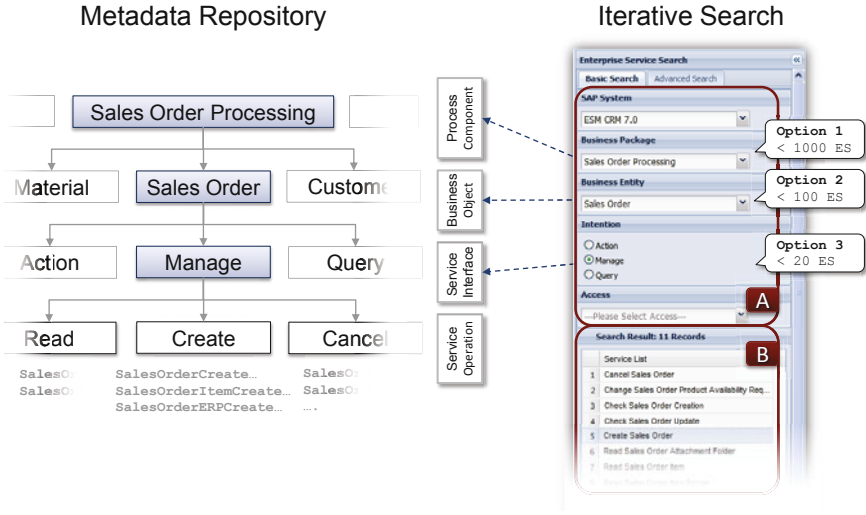 Metadata Repository
Iterative Search
Sales Order Processing
Material
Sales Order
Custome
Action
Manage
Query
Read
Create
Cancel
SalesO
SalesO
SalesOrderCreate…
SalesOrderItemCreate…
SalesOrderERPCreate…
SalesO
SalesO
….
Process
Component
Business
Object
Service
Interface
Service
Operation
Enterprise Service Search
Basic Search
Advanced Search
SAP System
ESM CRM 7.0
Business Package
Sales Order Processing
Business Entity
Sales Order
Intention
Action
Manage
Query
Access
---Please Select Access---
A
Option 1
< 1000 ES
Option 2
< 100 ES
Option 3
< 20 ES
Search Result: 11 Records
B
Service List
1 Cancel Sales Order
2 Change Sales Order Product Availability Req...
3 Check Sales Order Creation
4 Check Sales Order Update
5 Create Sales Order
6 Read Sales Order Attachment Folder
7 Read Sales Order Item